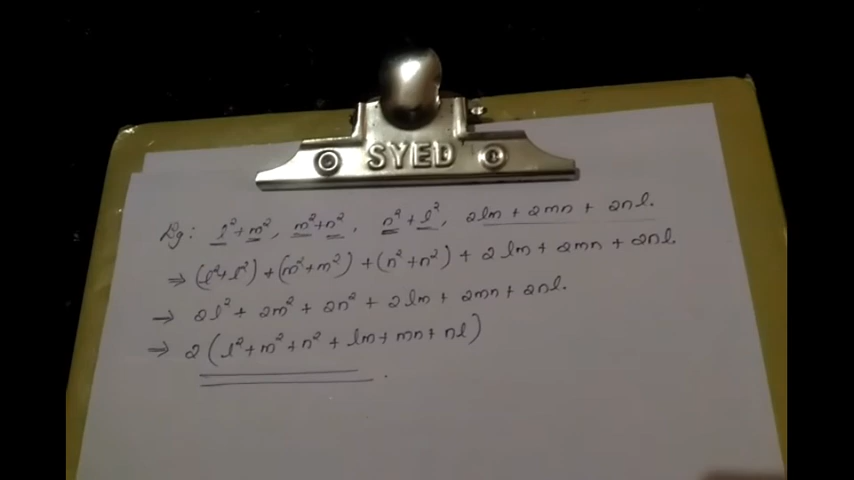 SYED
Eg: l²+m², m²+n², n²+l², 2lm + 2mn + 2nl.
⇒ (l²+l²) + (m²+m²) + (n²+n²) + 2lm + 2mn + 2nl.
⇒ 2l² + 2m² + 2n² + 2lm + 2mn + 2nl.
⇒ 2(l²+m²+n² + lm + mn + nl)